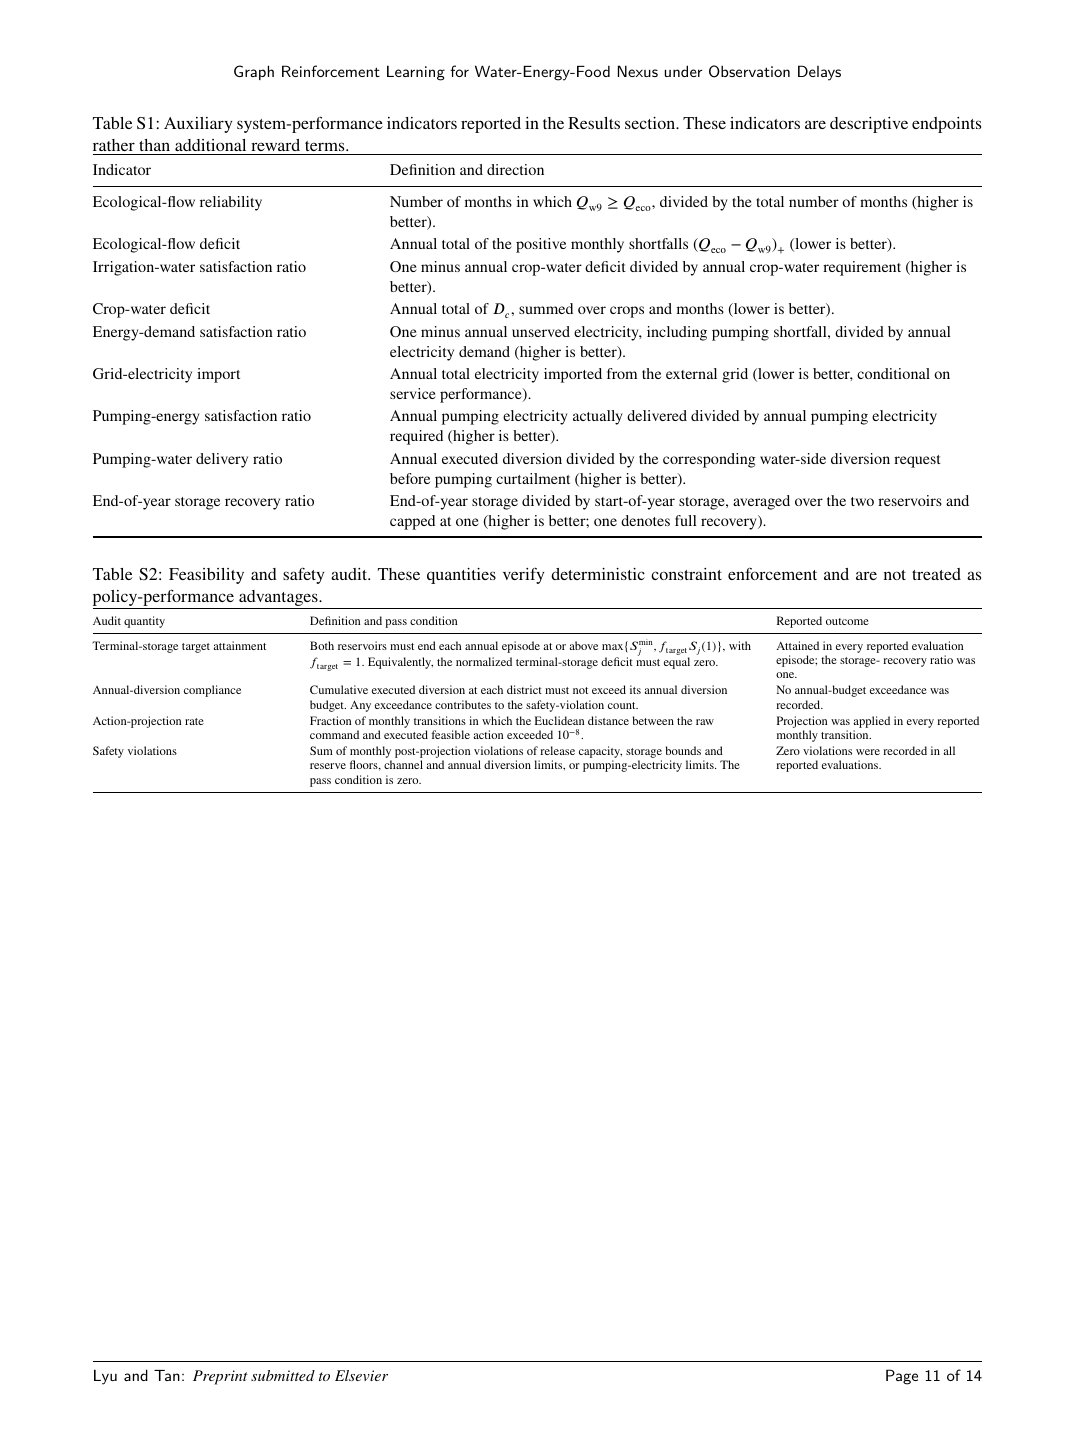 Graph Reinforcement Learning for Water-Energy-Food Nexus under Observation Delays
Table S1: Auxiliary system-performance indicators reported in the Results section. These indicators are descriptive endpoints
rather than additional reward terms.
Indicator Definition and direction
Ecological-flow reliability Number of months in which Q_w9 ≥ Q_eco, divided by the total number of months (higher is
better).
Ecological-flow deficit Annual total of the positive monthly shortfalls (Q_eco − Q_w9)_+ (lower is better).
Irrigation-water satisfaction ratio One minus annual crop-water deficit divided by annual crop-water requirement (higher is
better).
Crop-water deficit Annual total of D_c, summed over crops and months (lower is better).
Energy-demand satisfaction ratio One minus annual unserved electricity, including pumping shortfall, divided by annual
electricity demand (higher is better).
Grid-electricity import Annual total electricity imported from the external grid (lower is better, conditional on
service performance).
Pumping-energy satisfaction ratio Annual pumping electricity actually delivered divided by annual pumping electricity
required (higher is better).
Pumping-water delivery ratio Annual executed diversion divided by the corresponding water-side diversion request
before pumping curtailment (higher is better).
End-of-year storage recovery ratio End-of-year storage divided by start-of-year storage, averaged over the two reservoirs and
capped at one (higher is better; one denotes full recovery).
Table S2: Feasibility and safety audit. These quantities verify deterministic constraint enforcement and are not treated as
policy-performance advantages.
Audit quantity Definition and pass condition Reported outcome
Terminal-storage target attainment Both reservoirs must end each annual episode at or above max{S_j^min, f_target S_j(1)}, with Attained in every reported evaluation
f_target = 1. Equivalently, the normalized terminal-storage deficit must equal zero. episode; the storage- recovery ratio was
one.
Annual-diversion compliance Cumulative executed diversion at each district must not exceed its annual diversion No annual-budget exceedance was
budget. Any exceedance contributes to the safety-violation count. recorded.
Action-projection rate Fraction of monthly transitions in which the Euclidean distance between the raw Projection was applied in every reported
command and executed feasible action exceeded 10⁻⁸. monthly transition.
Safety violations Sum of monthly post-projection violations of release capacity, storage bounds and Zero violations were recorded in all
reserve floors, channel and annual diversion limits, or pumping-electricity limits. The reported evaluations.
pass condition is zero.
Lyu and Tan: Preprint submitted to Elsevier Page 11 of 14